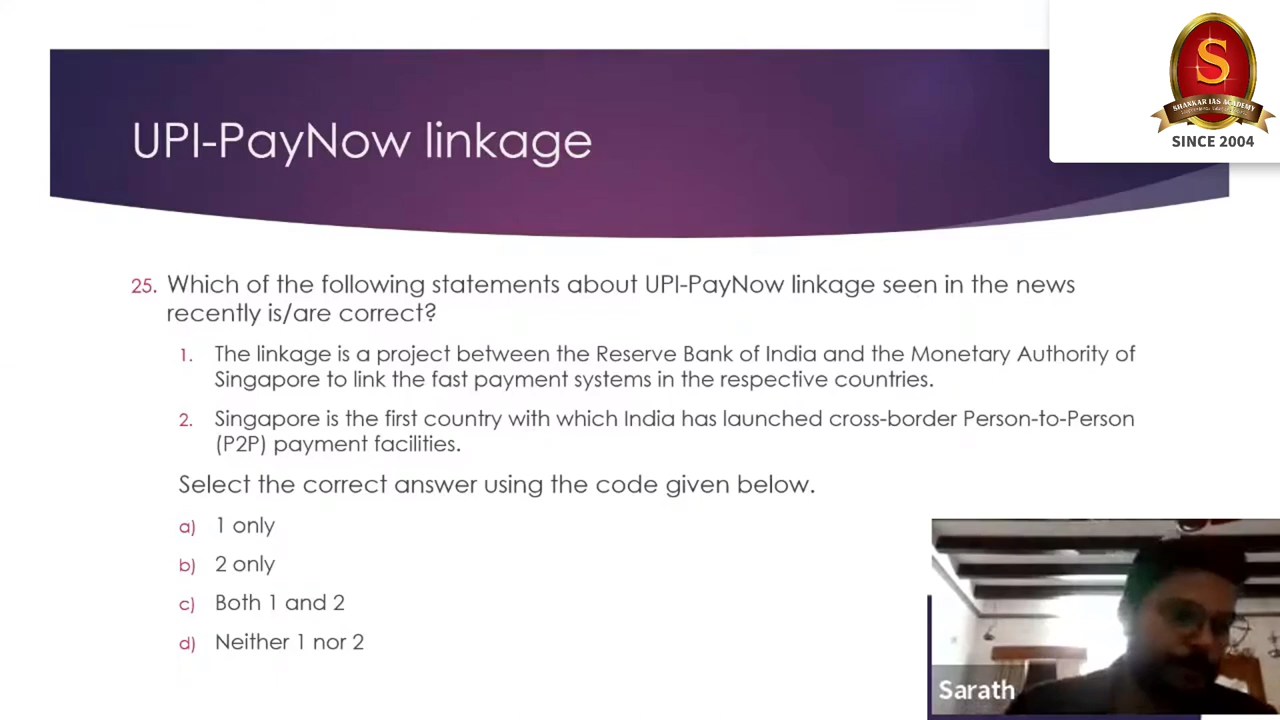 S
SHANKAR IAS ACADEMY
SINCE 2004
UPI-PayNow linkage
25. Which of the following statements about UPI-PayNow linkage seen in the news
recently is/are correct?
1. The linkage is a project between the Reserve Bank of India and the Monetary Authority of
Singapore to link the fast payment systems in the respective countries.
2. Singapore is the first country with which India has launched cross-border Person-to-Person
(P2P) payment facilities.
Select the correct answer using the code given below.
a) 1 only
b) 2 only
c) Both 1 and 2
d) Neither 1 nor 2
Sarath